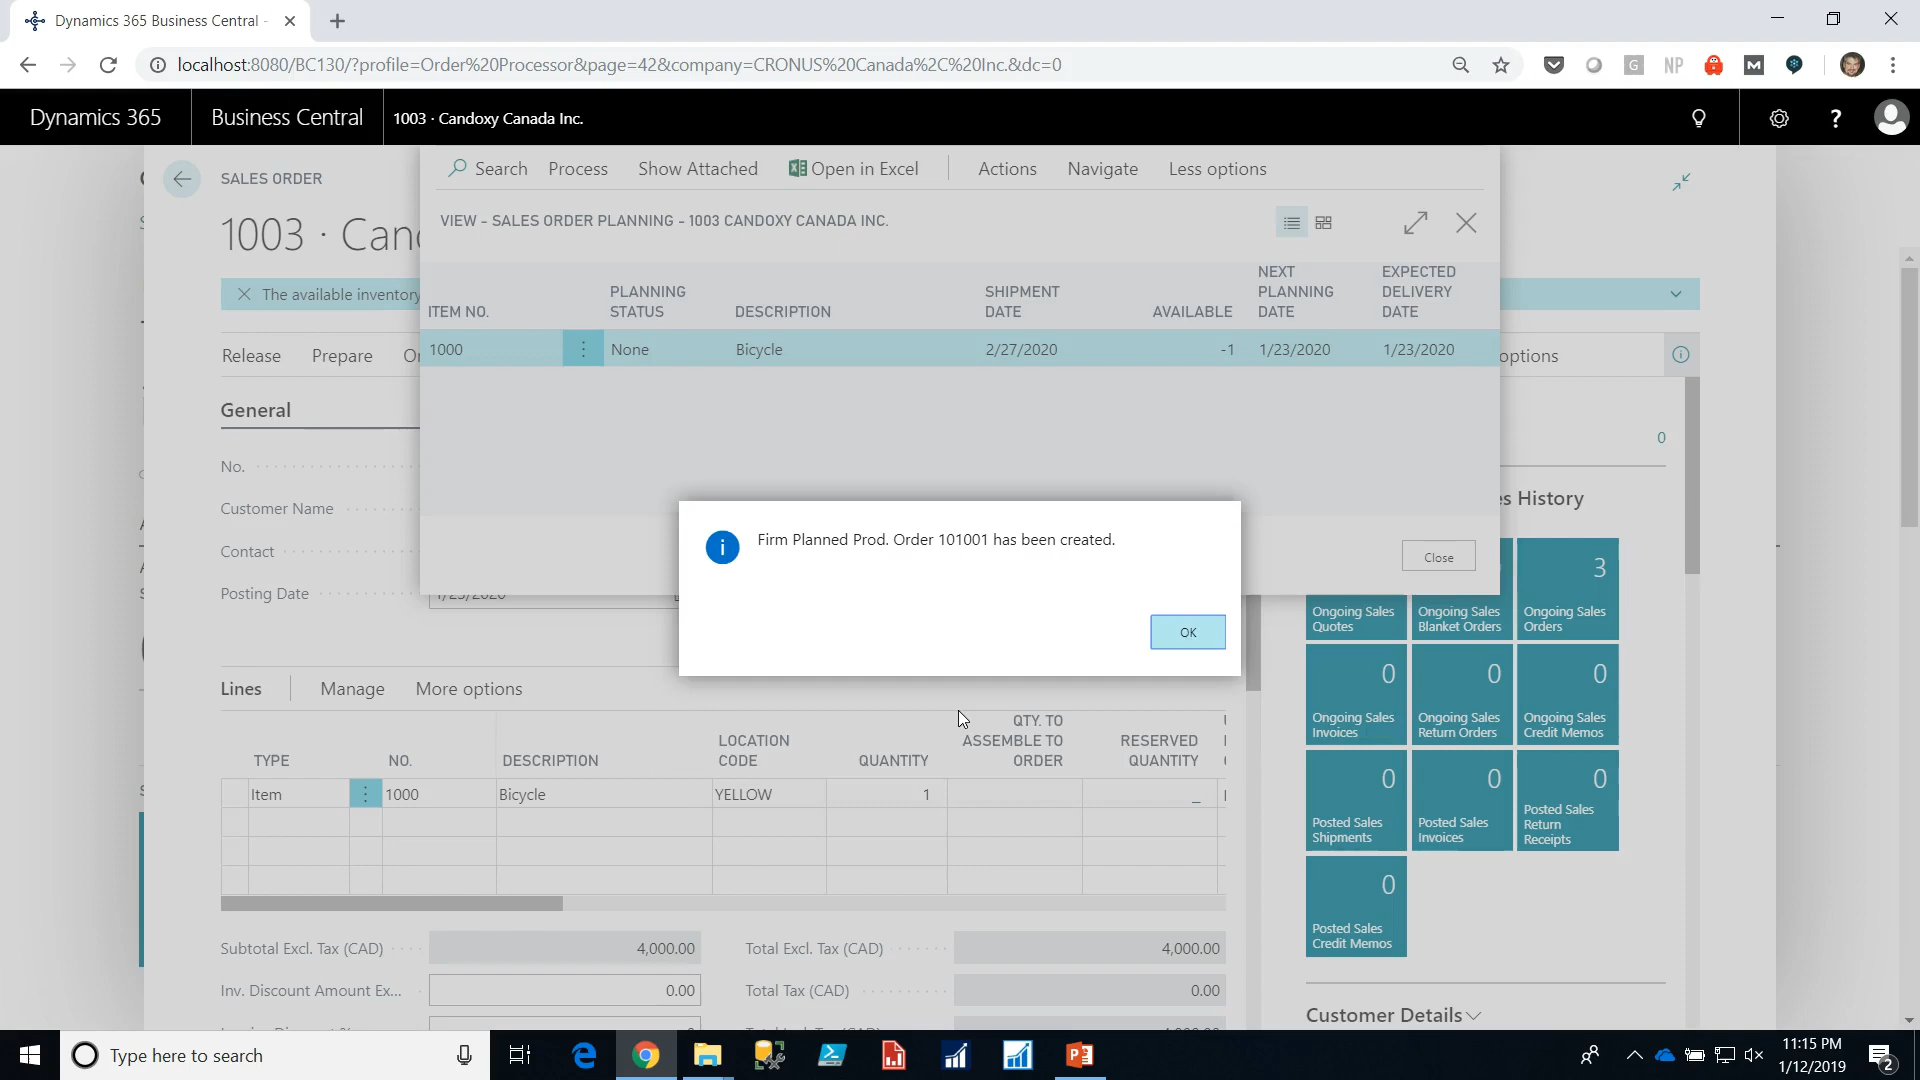 Dynamics 365 Business Central -
localhost:8080/BC130/?profile=Order%20Processor&page=42&company=CRONUS%20Canada%2C%20Inc.&dc=0
Dynamics 365
Business Central
1003 · Candoxy Canada Inc.
SALES ORDER
1003 · Cand
The available inventory
Release
Prepare
Or
options
General
No.
Customer Name
Contact
Posting Date
1/23/2020
Search
Process
Show Attached
Open in Excel
Actions
Navigate
Less options
VIEW - SALES ORDER PLANNING - 1003 CANDOXY CANADA INC.
ITEM NO.
PLANNING
STATUS
DESCRIPTION
SHIPMENT
DATE
AVAILABLE
NEXT
PLANNING
DATE
EXPECTED
DELIVERY
DATE
1000
None
Bicycle
2/27/2020
-1
1/23/2020
1/23/2020
Close
Firm Planned Prod. Order 101001 has been created.
OK
Lines
Manage
More options
TYPE
NO.
DESCRIPTION
LOCATION
CODE
QUANTITY
QTY. TO
ASSEMBLE TO
ORDER
RESERVED
QUANTITY
Item
1000
Bicycle
YELLOW
1
_
Subtotal Excl. Tax (CAD)
4,000.00
Total Excl. Tax (CAD)
4,000.00
Inv. Discount Amount Ex...
0.00
Total Tax (CAD)
0.00
0
es History
Ongoing Sales
Quotes
Ongoing Sales
Blanket Orders
3
Ongoing Sales
Orders
0
Ongoing Sales
Invoices
0
Ongoing Sales
Return Orders
0
Ongoing Sales
Credit Memos
0
Posted Sales
Shipments
0
Posted Sales
Invoices
0
Posted Sales
Return
Receipts
0
Posted Sales
Credit Memos
Customer Details
Type here to search
11:15 PM
1/12/2019
2